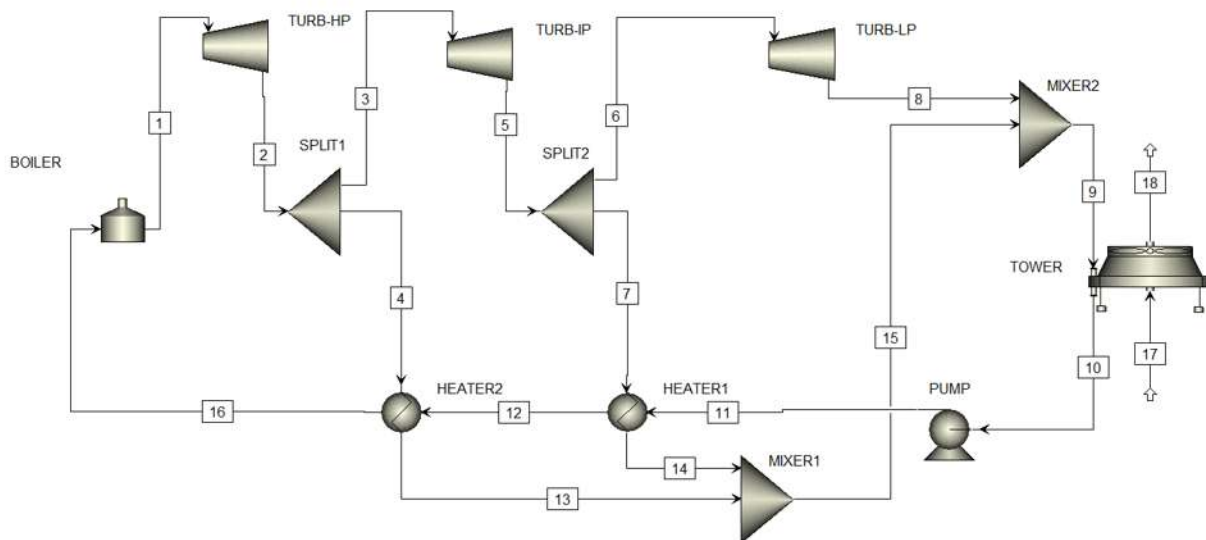 TURB-HP
TURB-IP
TURB-LP
3
6
8
MIXER2
1
2
5
SPLIT1
SPLIT2
BOILER
9
18
TOWER
4
7
15
17
10
HEATER2
HEATER1
PUMP
16
12
11
14
MIXER1
13